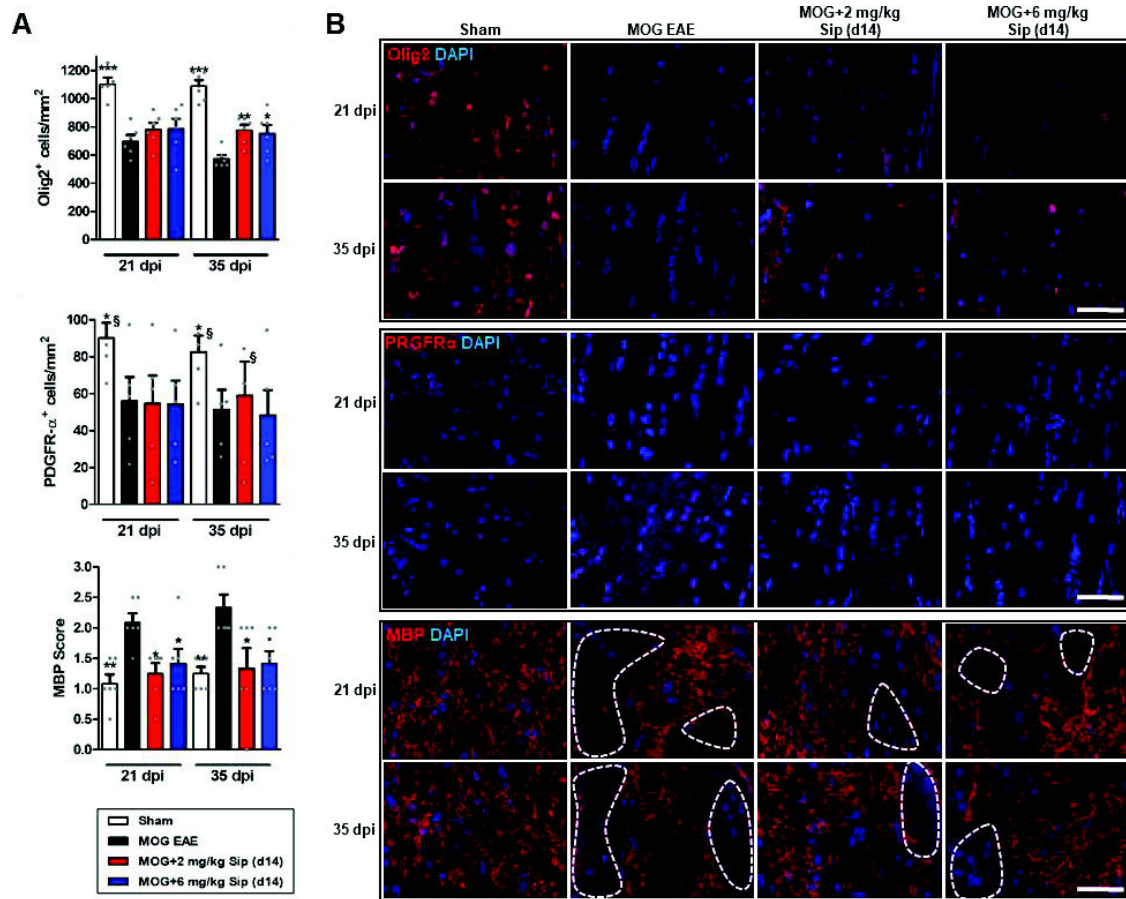 A
Olig2+ cells/mm2
1200
1000
800
600
400
200
0
***
***
**
*
21 dpi
35 dpi
PDGFR-α+ cells/mm2
100
80
60
40
20
0
* §
* §
§
21 dpi
35 dpi
MBP Score
3.0
2.5
2.0
1.5
1.0
0.5
0.0
**
*
*
**
*
*
21 dpi
35 dpi
Sham
MOG EAE
MOG+2 mg/kg Sip (d14)
MOG+6 mg/kg Sip (d14)
B
Sham
MOG EAE
MOG+2 mg/kg
Sip (d14)
MOG+6 mg/kg
Sip (d14)
Olig2 DAPI
21 dpi
35 dpi
PRGFRα DAPI
21 dpi
35 dpi
MBP DAPI
21 dpi
35 dpi